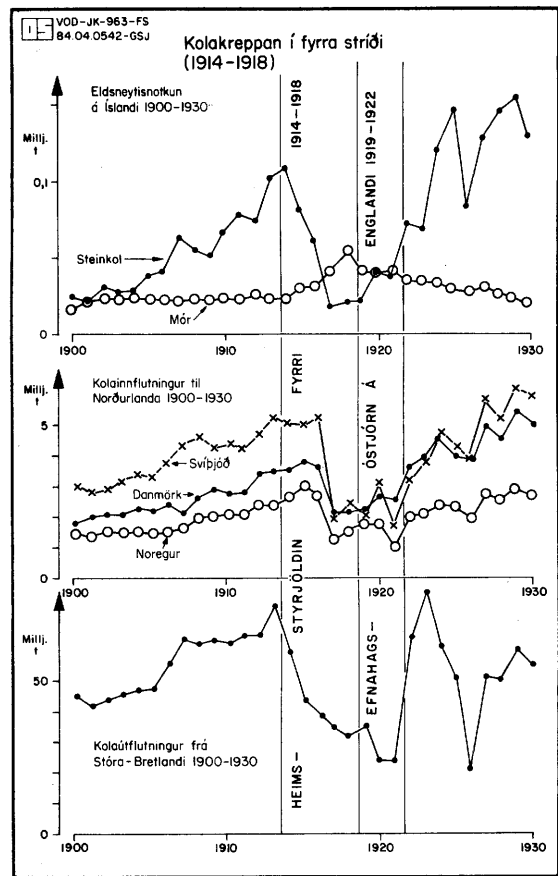 OS VOD-JK-963-FS
84.04.0542-GSJ
Kolakreppan í fyrra stríði
(1914-1918)
Eldsneytisnotkun
á Íslandi 1900-1930
Millj.
t
0,1
0
Steinkol
Mór
1900
1910
1920
1930
Kolainnflutningur til
Norðurlanda 1900-1930
Millj.
t
5
0
Svíþjóð
Danmörk
Noregur
1900
1910
1920
1930
Millj.
t
50
0
Kolaútflutningur frá
Stóra-Bretlandi 1900-1930
1900
1910
1920
1930
HEIMS-STYRJÖLDIN FYRRI 1914-1918
EFNAHAGS-ÓSTJÓRN Á ENGLANDI 1919-1922